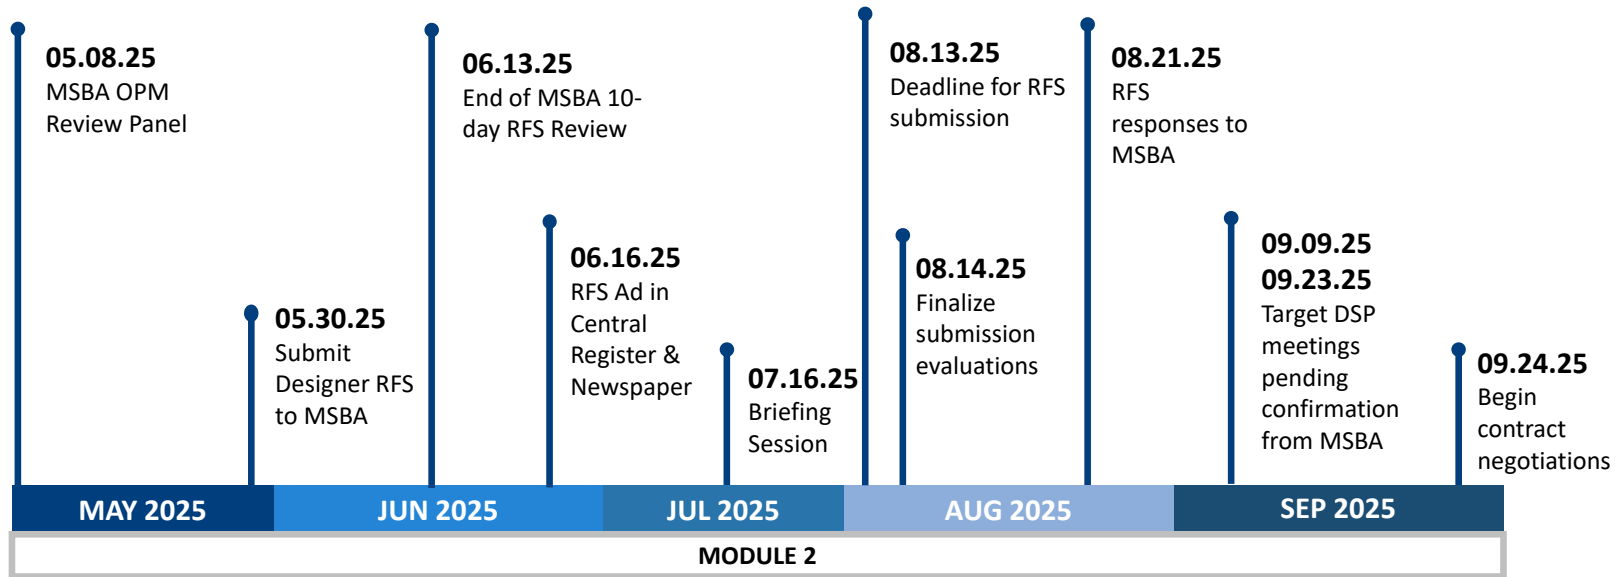 05.08.25
MSBA OPM
Review Panel
05.30.25
Submit
Designer RFS
to MSBA
06.13.25
End of MSBA 10-
day RFS Review
06.16.25
RFS Ad in
Central
Register &
Newspaper
07.16.25
Briefing
Session
08.13.25
Deadline for RFS
submission
08.14.25
Finalize
submission
evaluations
08.21.25
RFS
responses to
MSBA
09.09.25
09.23.25
Target DSP
meetings
pending
confirmation
from MSBA
09.24.25
Begin
contract
negotiations
MAY 2025
JUN 2025
JUL 2025
AUG 2025
SEP 2025
MODULE 2